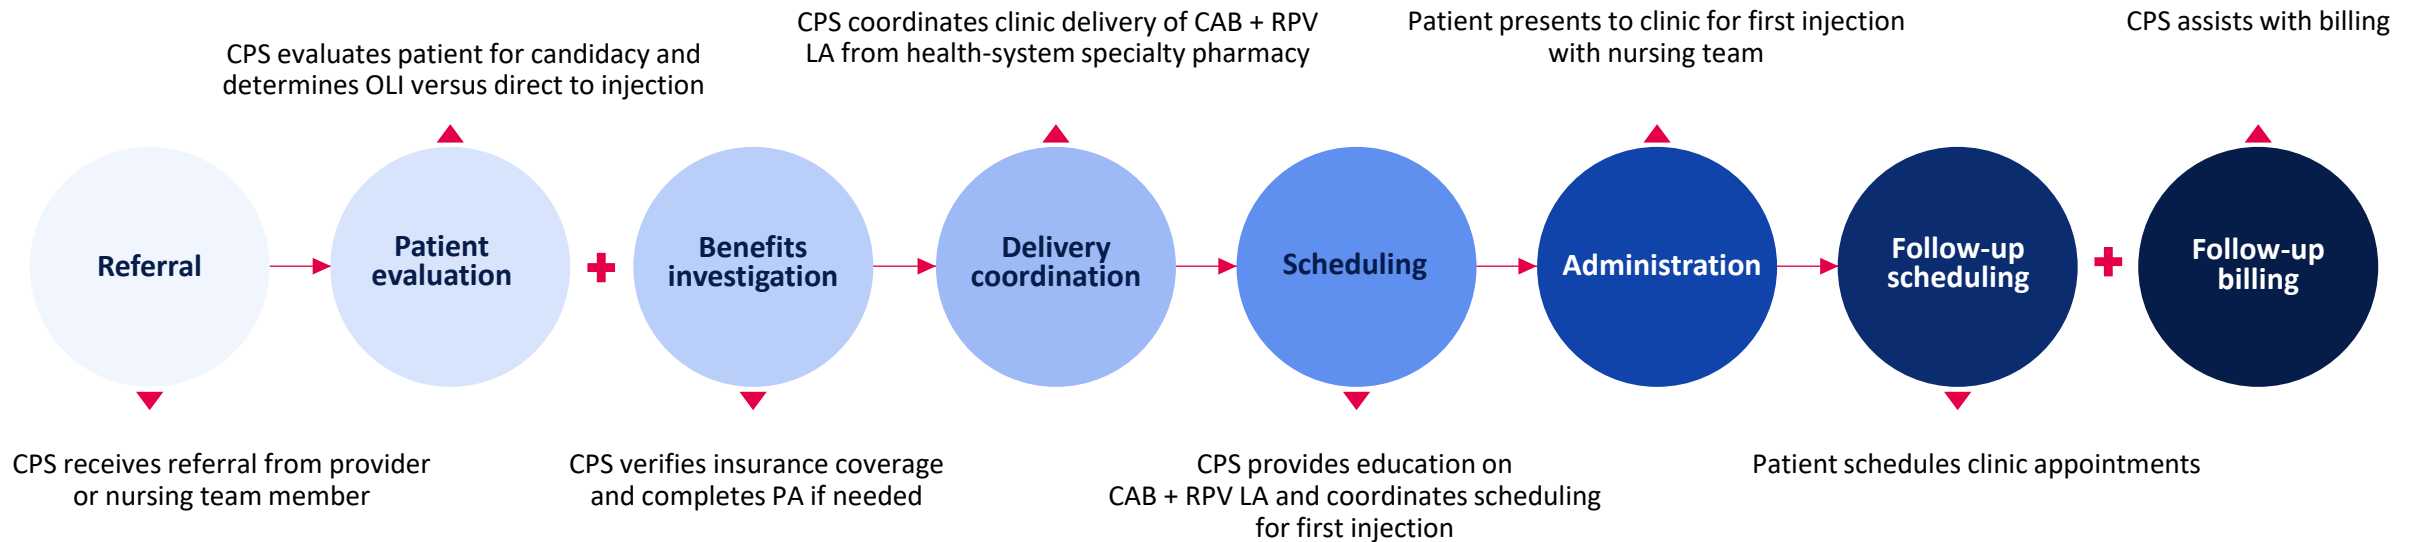 CPS evaluates patient for candidacy and
determines OLI versus direct to injection
CPS coordinates clinic delivery of CAB + RPV
LA from health-system specialty pharmacy
Patient presents to clinic for first injection
with nursing team
CPS assists with billing
Referral
Patient
evaluation
Benefits
investigation
Delivery
coordination
Scheduling
Administration
Follow-up
scheduling
Follow-up
billing
CPS receives referral from provider
or nursing team member
CPS verifies insurance coverage
and completes PA if needed
CPS provides education on
CAB + RPV LA and coordinates scheduling
for first injection
Patient schedules clinic appointments